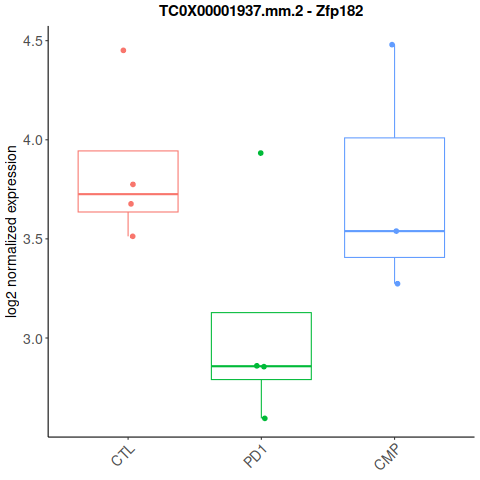 TC0X00001937.mm.2 - Zfp182
log2 normalized expression
4.5
4.0
3.5
3.0
CTL
PD1
CMP